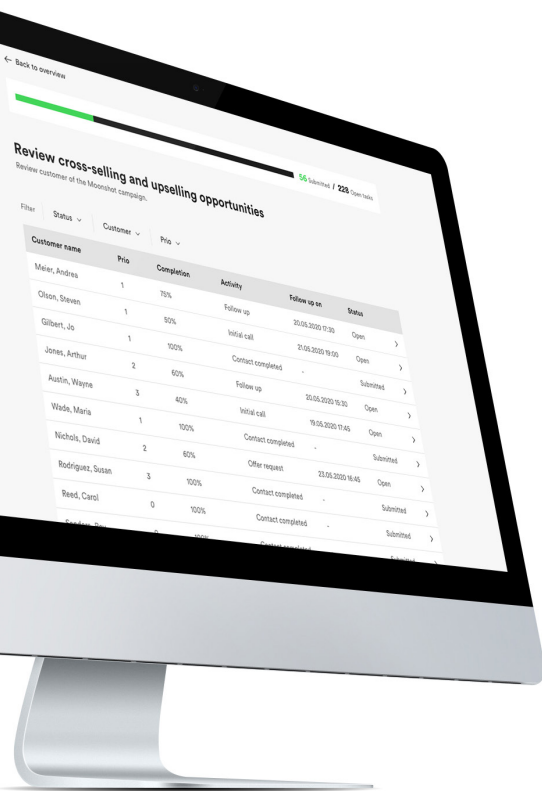 ← Back to overview
56 Submitted / 228 Open tasks
Review cross-selling and upselling opportunities
Review customer of the Moonshot campaign.
Filter Status Customer Prio
Customer name Prio Completion Activity Follow up on Status
Meier, Andres 1 75% Follow up 20.05.2020 17:30 Open
Olson, Steven 1 50% Initial call 21.05.2020 19:00 Open
Gilbert, Jo 1 100% Contact completed - Submitted
Jones, Arthur 2 60% Follow up 20.05.2020 15:30 Open
Austin, Wayne 3 40% Initial call 19.05.2020 17:45 Open
Wade, Maria 1 100% Contact completed - Submitted
Nichols, David 2 60% Offer request 23.05.2020 16:45 Open
Rodriguez, Susan 3 100% Contact completed - Submitted
Reed, Carol 0 100% Contact completed - Submitted
100% Contact completed Submitted